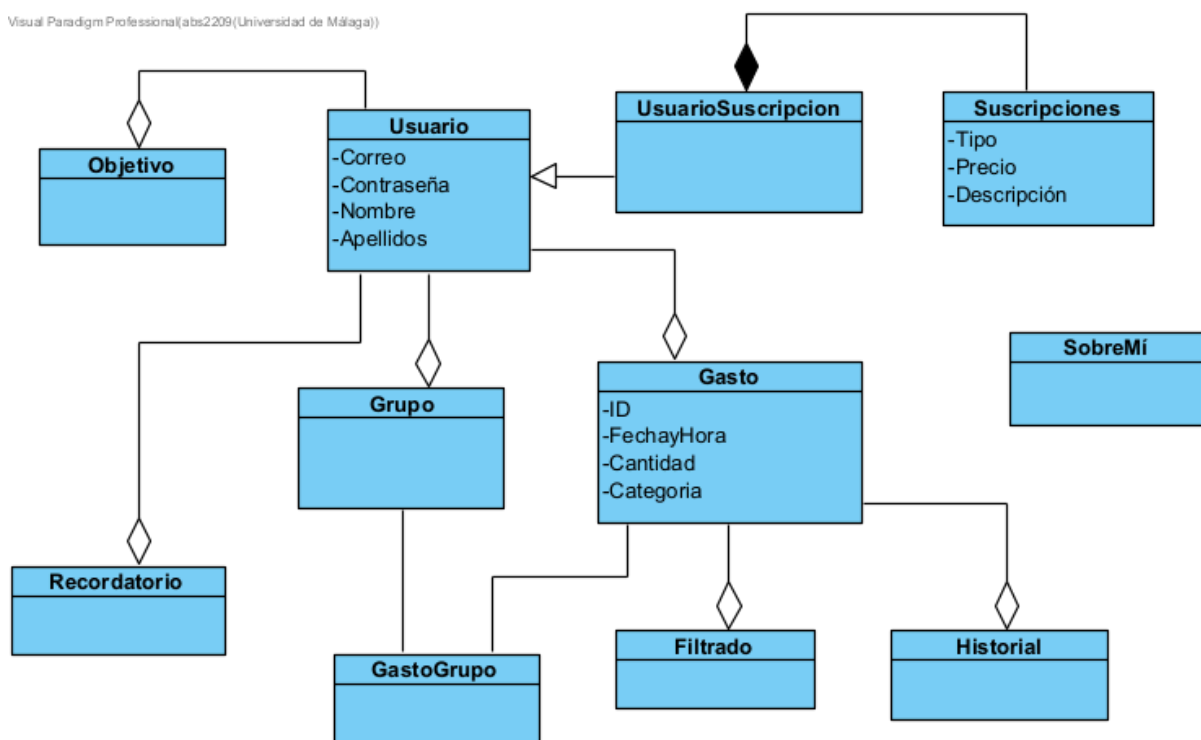 Visual Paradigm Professional(abs2209(Universidad de Málaga))
UsuarioSuscripcion
Suscripciones
-Tipo
-Precio
-Descripción
Usuario
-Correo
-Contraseña
-Nombre
-Apellidos
Objetivo
SobreMí
Gasto
-ID
-FechayHora
-Cantidad
-Categoria
Grupo
Recordatorio
GastoGrupo
Filtrado
Historial